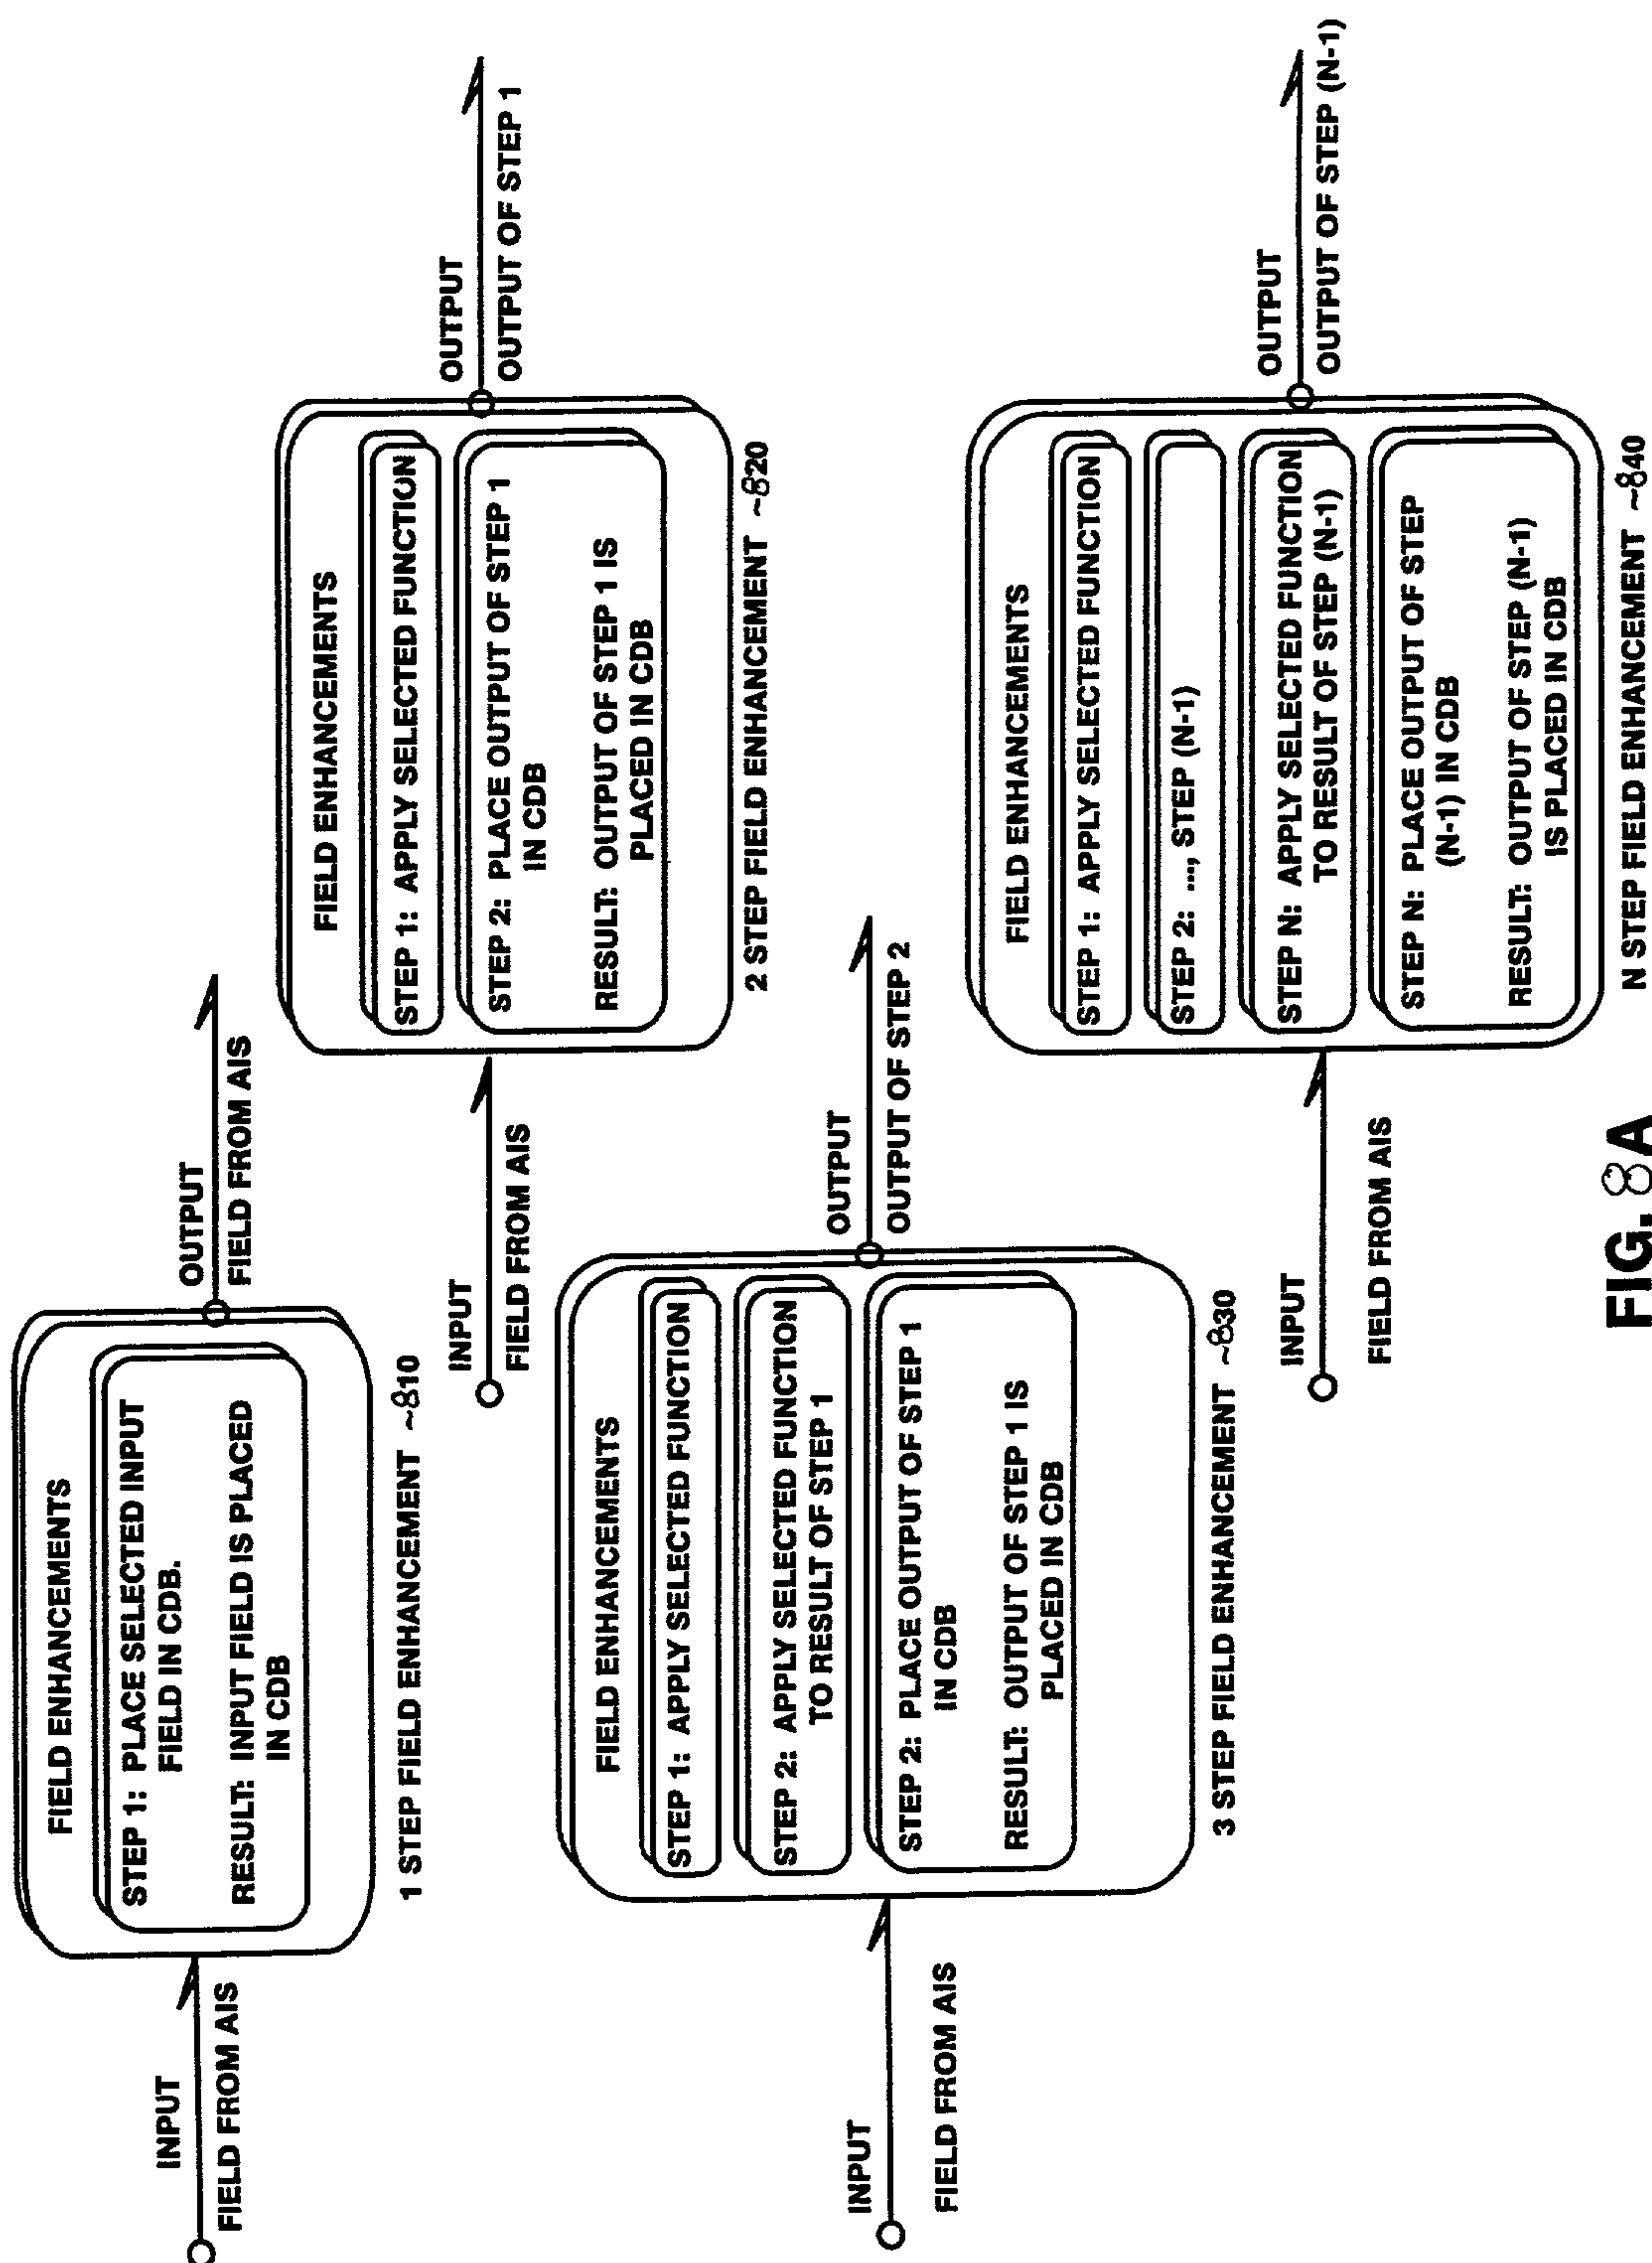 INPUT
FIELD FROM AIS
FIELD ENHANCEMENTS
STEP 1: PLACE SELECTED INPUT
FIELD IN CDB.
RESULT: INPUT FIELD IS PLACED
IN CDB
OUTPUT
FIELD FROM AIS
1 STEP FIELD ENHANCEMENT ~810
INPUT
FIELD FROM AIS
FIELD ENHANCEMENTS
STEP 1: APPLY SELECTED FUNCTION
STEP 2: PLACE OUTPUT OF STEP 1
IN CDB
RESULT: OUTPUT OF STEP 1 IS
PLACED IN CDB
OUTPUT
OUTPUT OF STEP 1
2 STEP FIELD ENHANCEMENT ~820
INPUT
FIELD FROM AIS
FIELD ENHANCEMENTS
STEP 1: APPLY SELECTED FUNCTION
STEP 2: APPLY SELECTED FUNCTION
TO RESULT OF STEP 1
STEP 2: PLACE OUTPUT OF STEP 1
IN CDB
RESULT: OUTPUT OF STEP 1 IS
PLACED IN CDB
OUTPUT
OUTPUT OF STEP 2
3 STEP FIELD ENHANCEMENT ~830
INPUT
FIELD FROM AIS
FIELD ENHANCEMENTS
STEP 1: APPLY SELECTED FUNCTION
STEP 2: ..., STEP (N-1)
STEP N: APPLY SELECTED FUNCTION
TO RESULT OF STEP (N-1)
STEP N: PLACE OUTPUT OF STEP
(N-1) IN CDB
RESULT: OUTPUT OF STEP (N-1)
IS PLACED IN CDB
OUTPUT
OUTPUT OF STEP (N-1)
N STEP FIELD ENHANCEMENT ~840
FIG. 8A